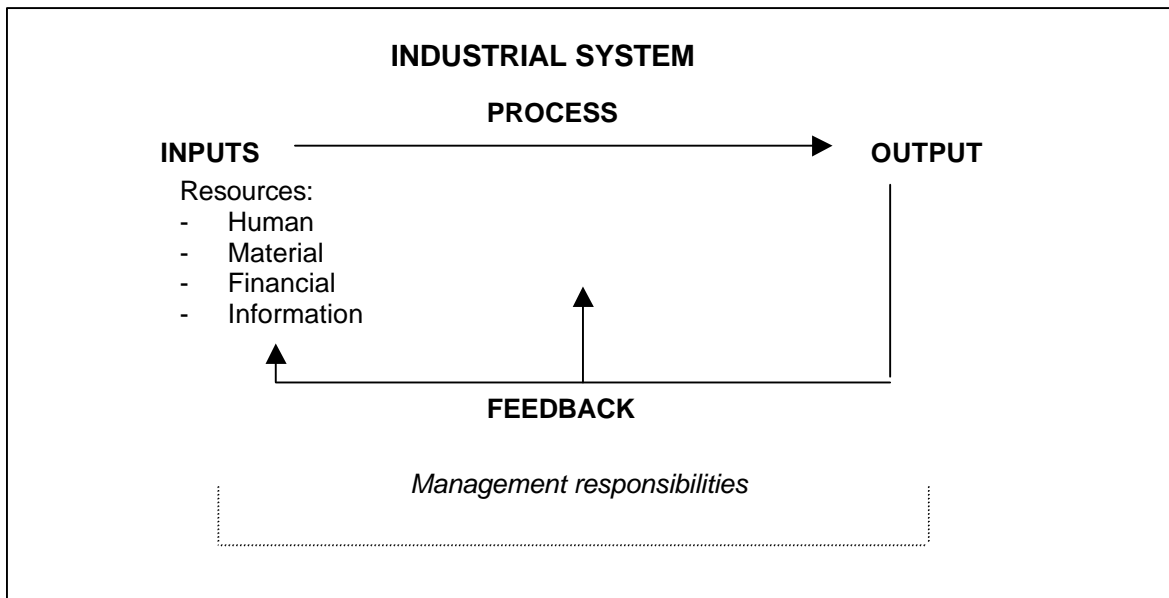 INDUSTRIAL SYSTEM
PROCESS
INPUTS
OUTPUT
Resources:
- Human
- Material
- Financial
- Information
FEEDBACK
Management responsibilities